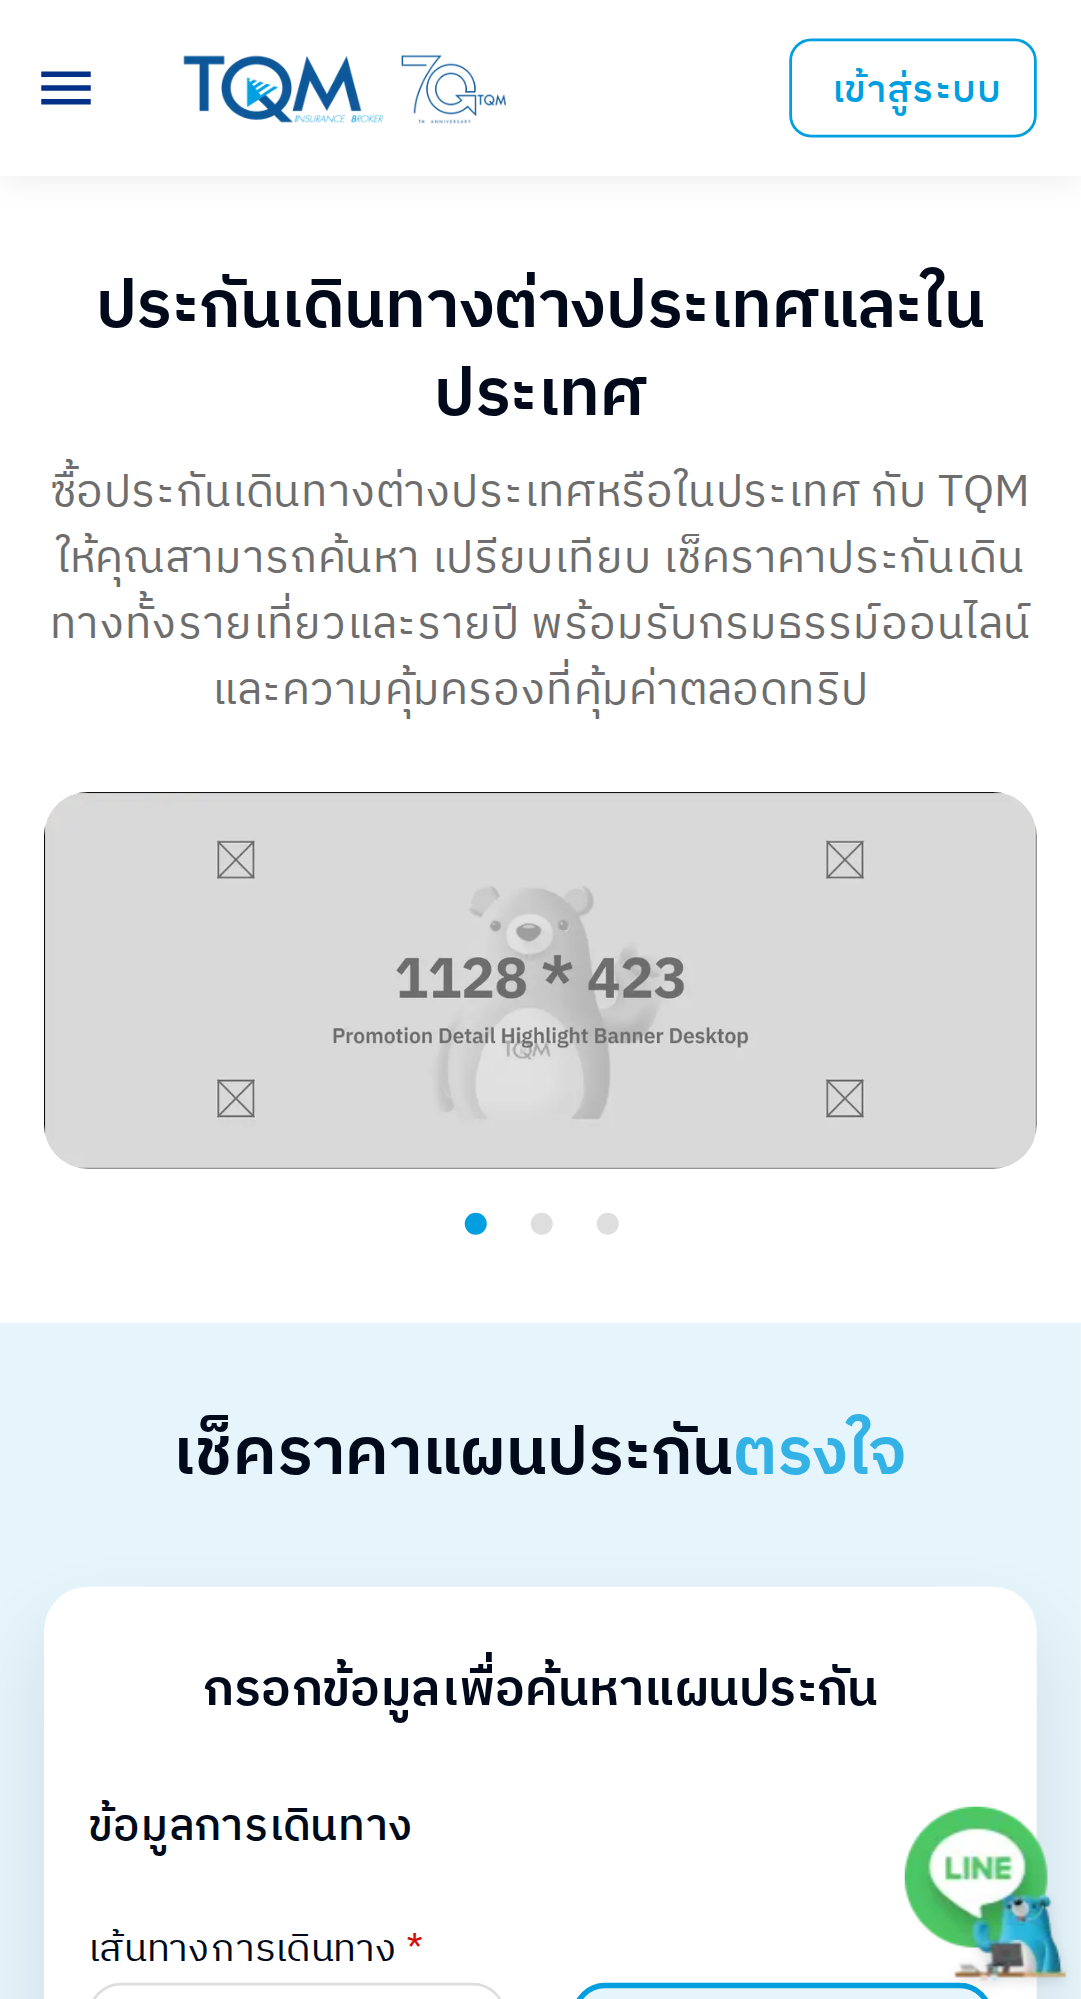 TQM
INSURANCE BROKER
TQM
TH ANNIVERSARY
เข้าสู่ระบบ
ประกันเดินทางต่างประเทศและใน
ประเทศ
ซื้อประกันเดินทางต่างประเทศหรือในประเทศ กับ TQM
ให้คุณสามารถค้นหา เปรียบเทียบ เช็คราคาประกันเดิน
ทางทั้งรายเที่ยวและรายปี พร้อมรับกรมธรรม์ออนไลน์
และความคุ้มครองที่คุ้มค่าตลอดทริป
1128 * 423
Promotion Detail Highlight Banner Desktop
TQM
เช็คราคาแผนประกันตรงใจ
กรอกข้อมูลเพื่อค้นหาแผนประกัน
ข้อมูลการเดินทาง
LINE
เส้นทางการเดินทาง *